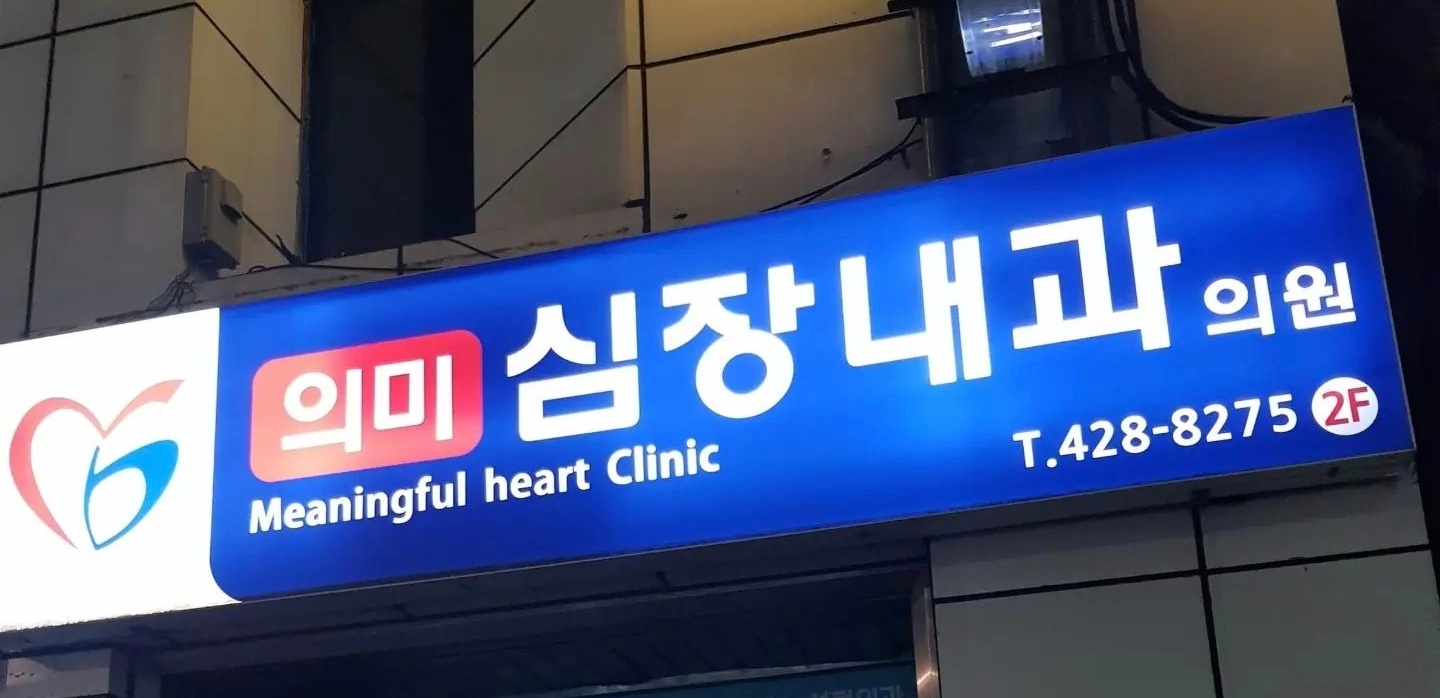 의미 심장내과의원
Meaningful heart Clinic
T.428-8275 2F